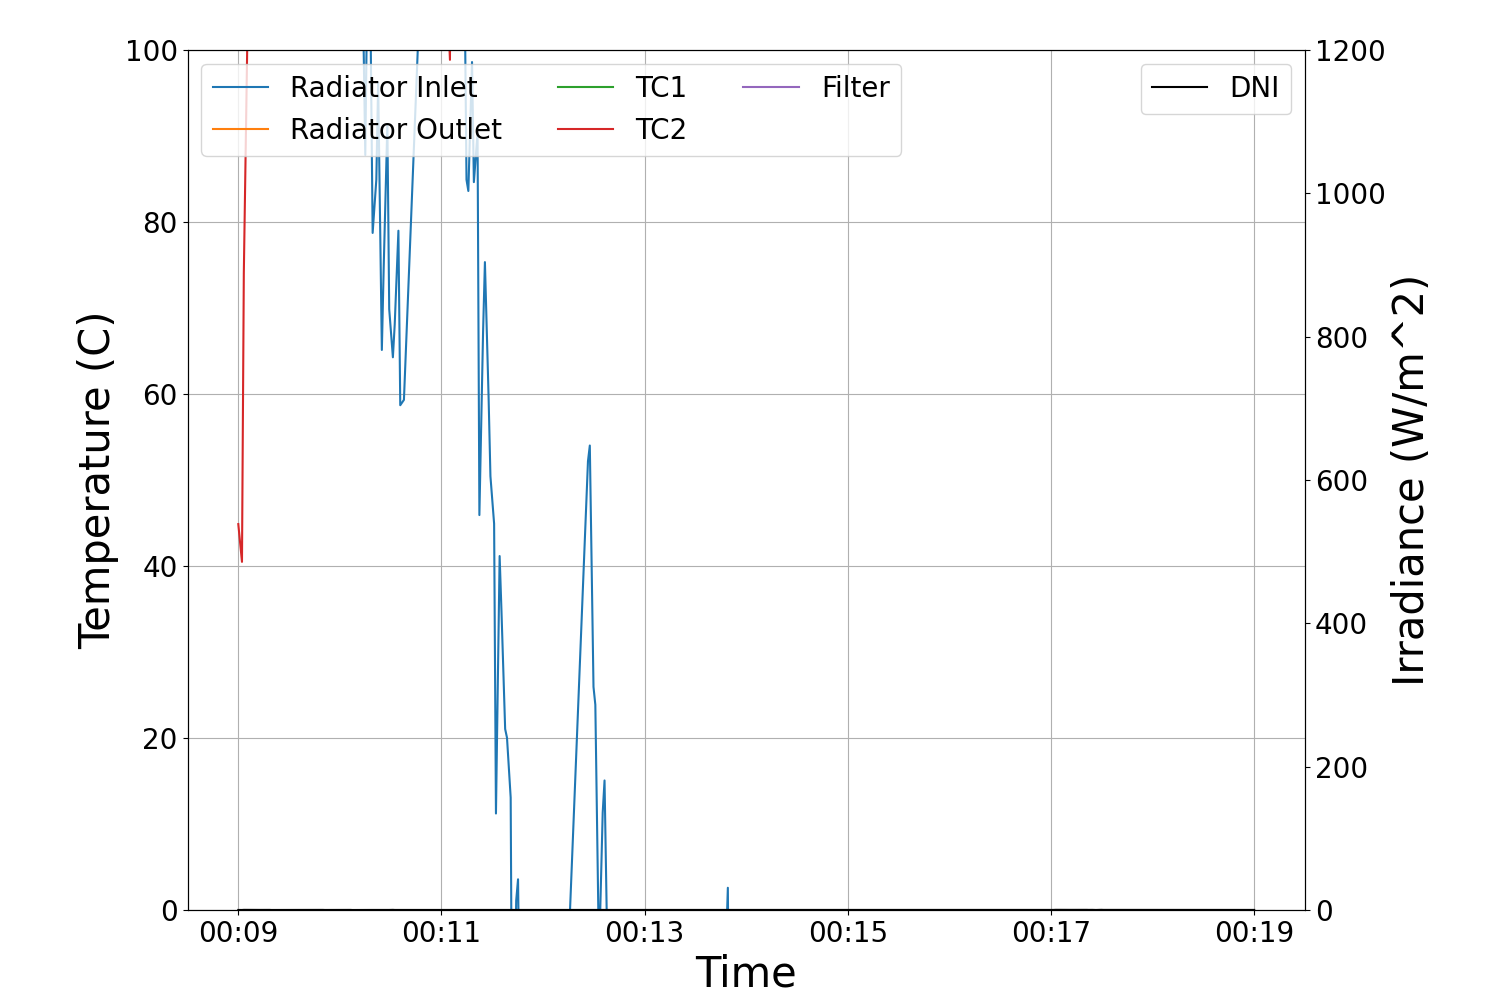 100
80
60
40
20
0
Temperature (C)
Radiator Inlet
Radiator Outlet
TC1
TC2
Filter
DNI
1200
1000
800
600
400
200
0
Irradiance (W/m^2)
00:09 00:11 00:13 00:15 00:17 00:19
Time